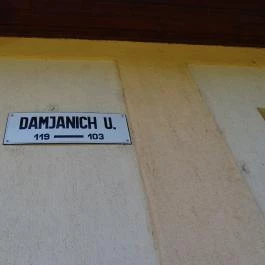 DAMJANICH U.
119 — 103